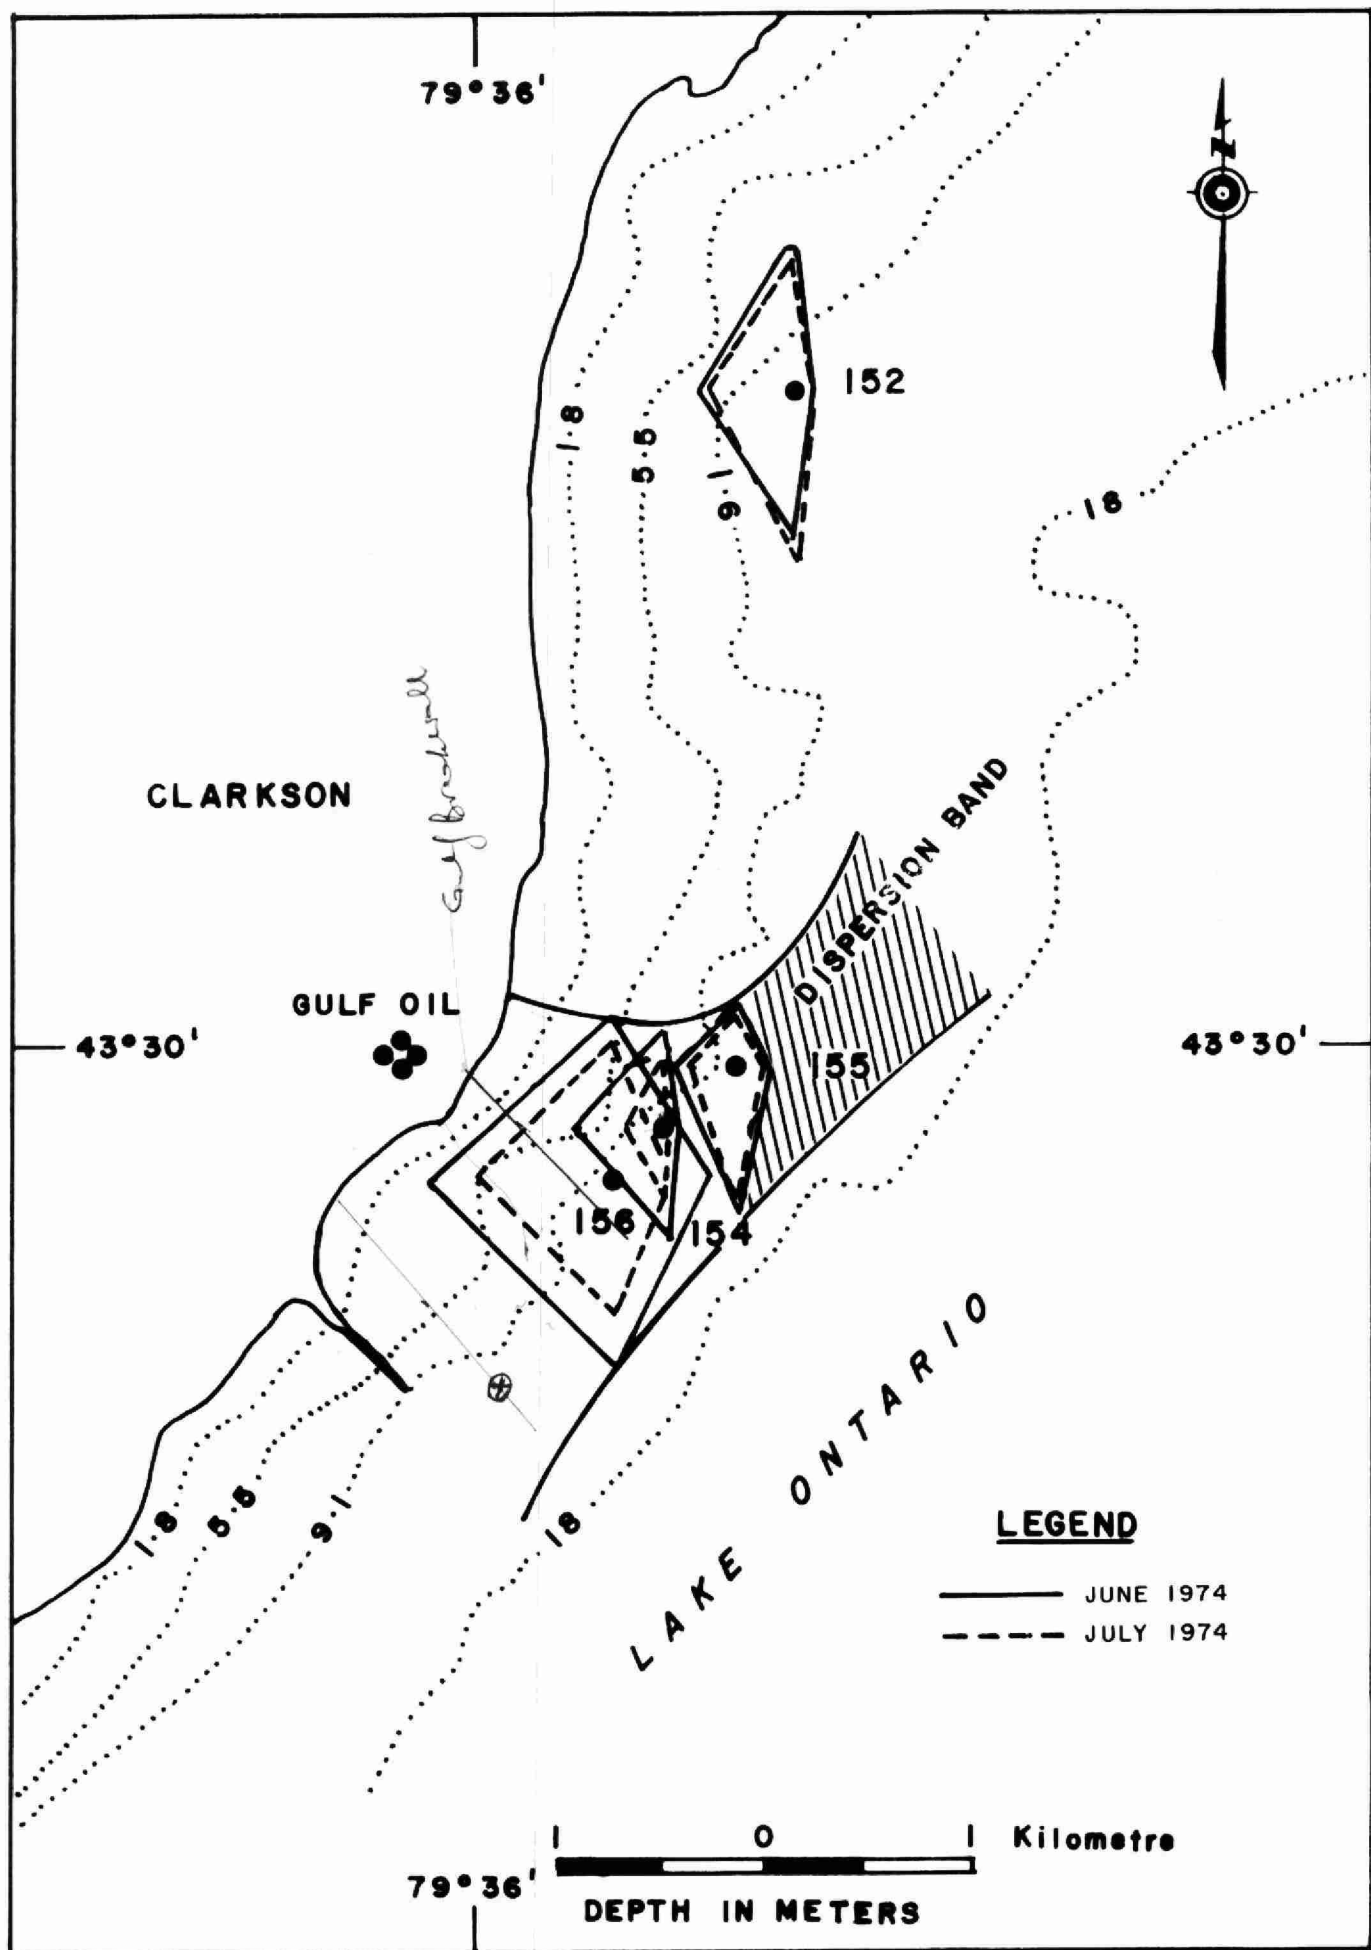 79°36'
N
152
1·8
5·5
9·1
18
Gulf Breakwall
CLARKSON
DISPERSION BAND
GULF OIL
43°30'
43°30'
155
156
154
LAKE ONTARIO
1·8
5·5
9·1
18
LEGEND
JUNE 1974
JULY 1974
1 0 1 Kilometre
79°36'
DEPTH IN METERS